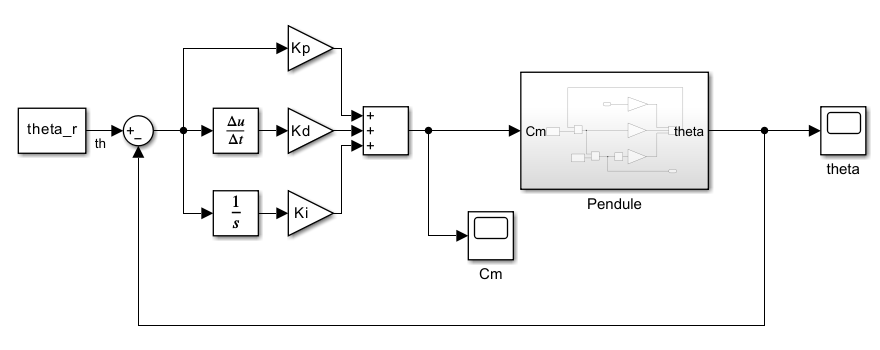 Kp
+
theta_r
th
+
−
Δu
Δt
Kd
+
+
Cm
theta
theta
1
s
Ki
Pendule
Cm